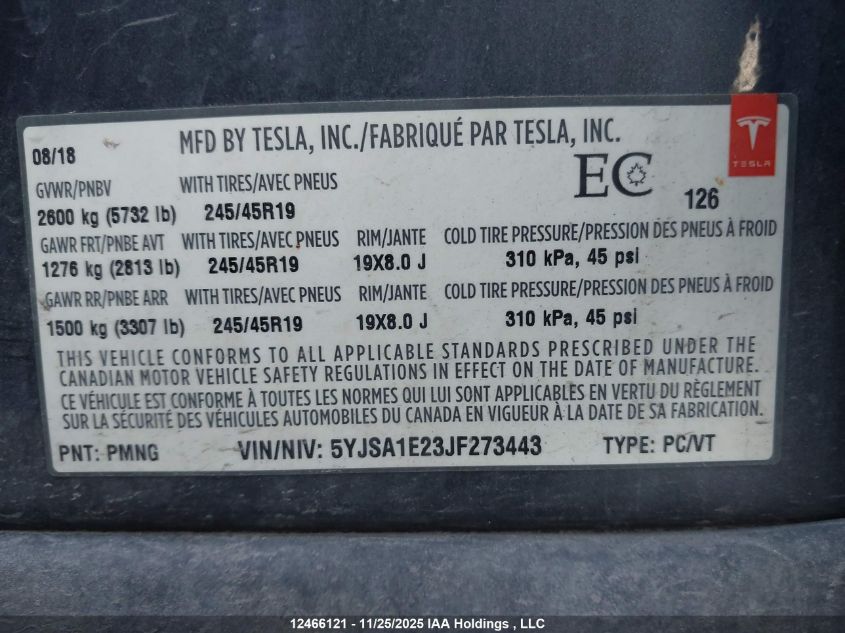 08/18 MFD BY TESLA, INC./FABRIQUÉ PAR TESLA, INC.
TESLA
EC 126
GVWR/PNBV WITH TIRES/AVEC PNEUS
2600 kg (5732 lb) 245/45R19
GAWR FRT/PNBE AVT WITH TIRES/AVEC PNEUS RIM/JANTE COLD TIRE PRESSURE/PRESSION DES PNEUS À FROID
1276 kg (2813 lb) 245/45R19 19X8.0 J 310 kPa, 45 psi
GAWR RR/PNBE ARR WITH TIRES/AVEC PNEUS RIM/JANTE COLD TIRE PRESSURE/PRESSION DES PNEUS À FROID
1500 kg (3307 lb) 245/45R19 19X8.0 J 310 kPa, 45 psi
THIS VEHICLE CONFORMS TO ALL APPLICABLE STANDARDS PRESCRIBED UNDER THE
CANADIAN MOTOR VEHICLE SAFETY REGULATIONS IN EFFECT ON THE DATE OF MANUFACTURE.
CE VÉHICULE EST CONFORME À TOUTES LES NORMES QUI LUI SONT APPLICABLES EN VERTU DU RÈGLEMENT
SUR LA SÉCURITÉ DES VÉHICULES AUTOMOBILES DU CANADA EN VIGUEUR À LA DATE DE SA FABRICATION.
PNT: PMNG VIN/NIV: 5YJSA1E23JF273443 TYPE: PC/VT
12466121 - 11/25/2025 IAA Holdings , LLC